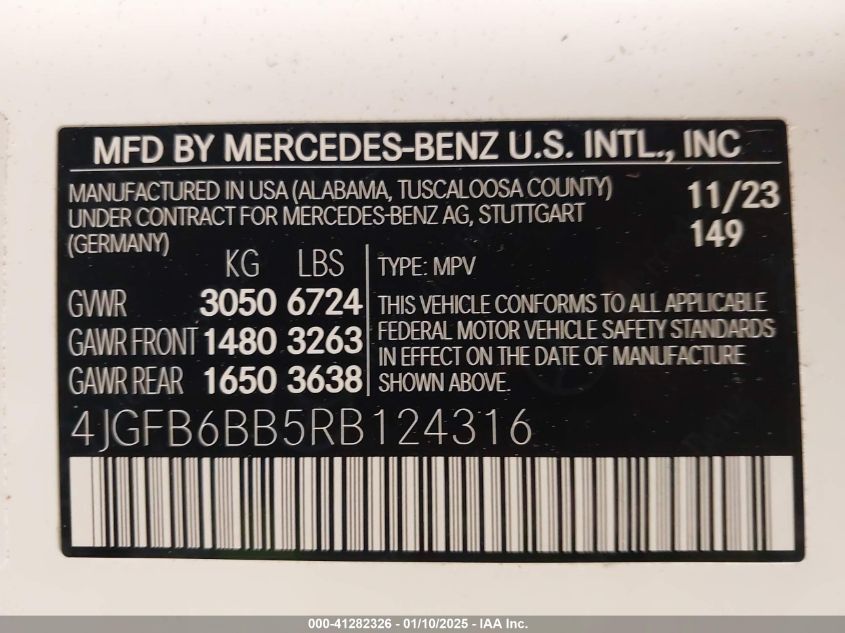 MFD BY MERCEDES-BENZ U.S. INTL., INC
MANUFACTURED IN USA (ALABAMA, TUSCALOOSA COUNTY)
UNDER CONTRACT FOR MERCEDES-BENZ AG, STUTTGART
(GERMANY)
11/23
149
KG LBS
GVWR 3050 6724
GAWR FRONT 1480 3263
GAWR REAR 1650 3638
TYPE: MPV
THIS VEHICLE CONFORMS TO ALL APPLICABLE
FEDERAL MOTOR VEHICLE SAFETY STANDARDS
IN EFFECT ON THE DATE OF MANUFACTURE
SHOWN ABOVE.
4JGFB6BB5RB124316
000-41282326 - 01/10/2025 - IAA Inc.